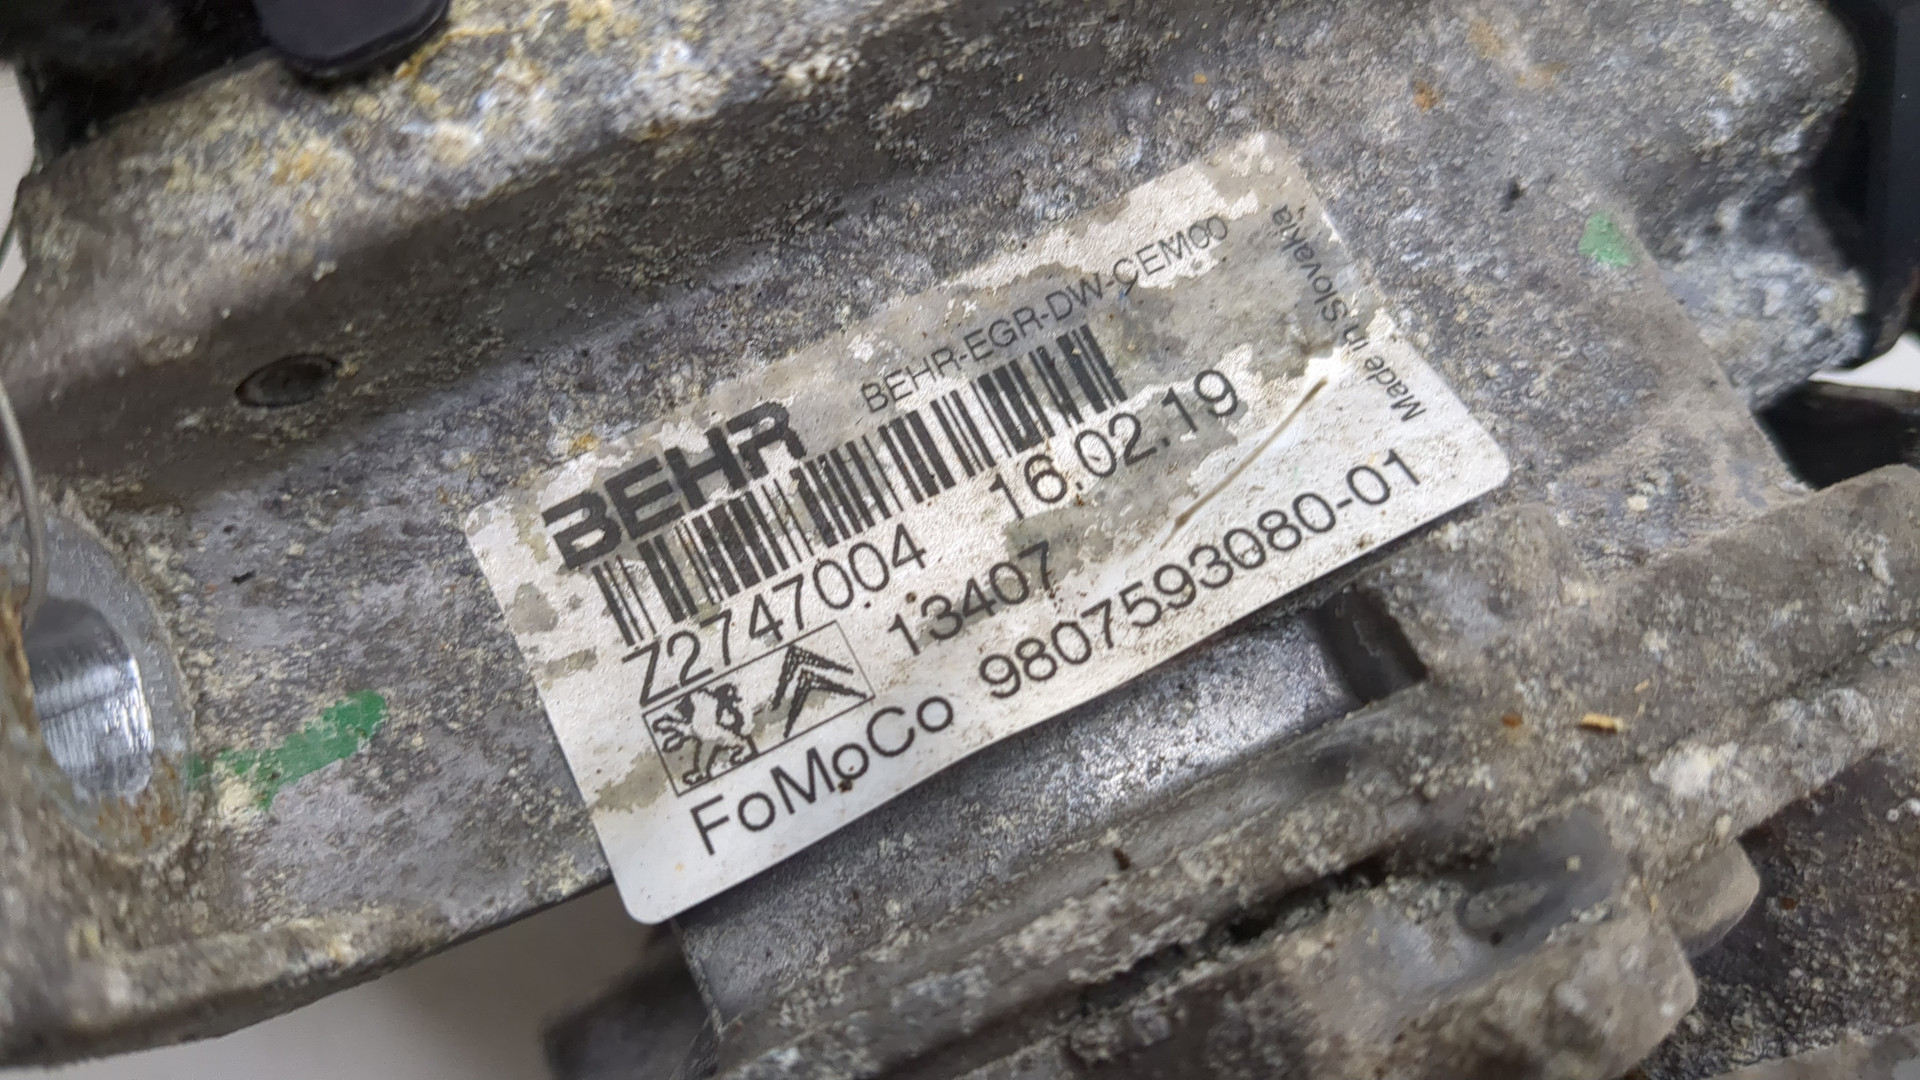 BEHR
BEHR-EGR-DW-CEM00
Z2747004 16.02.19
13407
FoMoCo 9807593080-01
Made in Slovakia